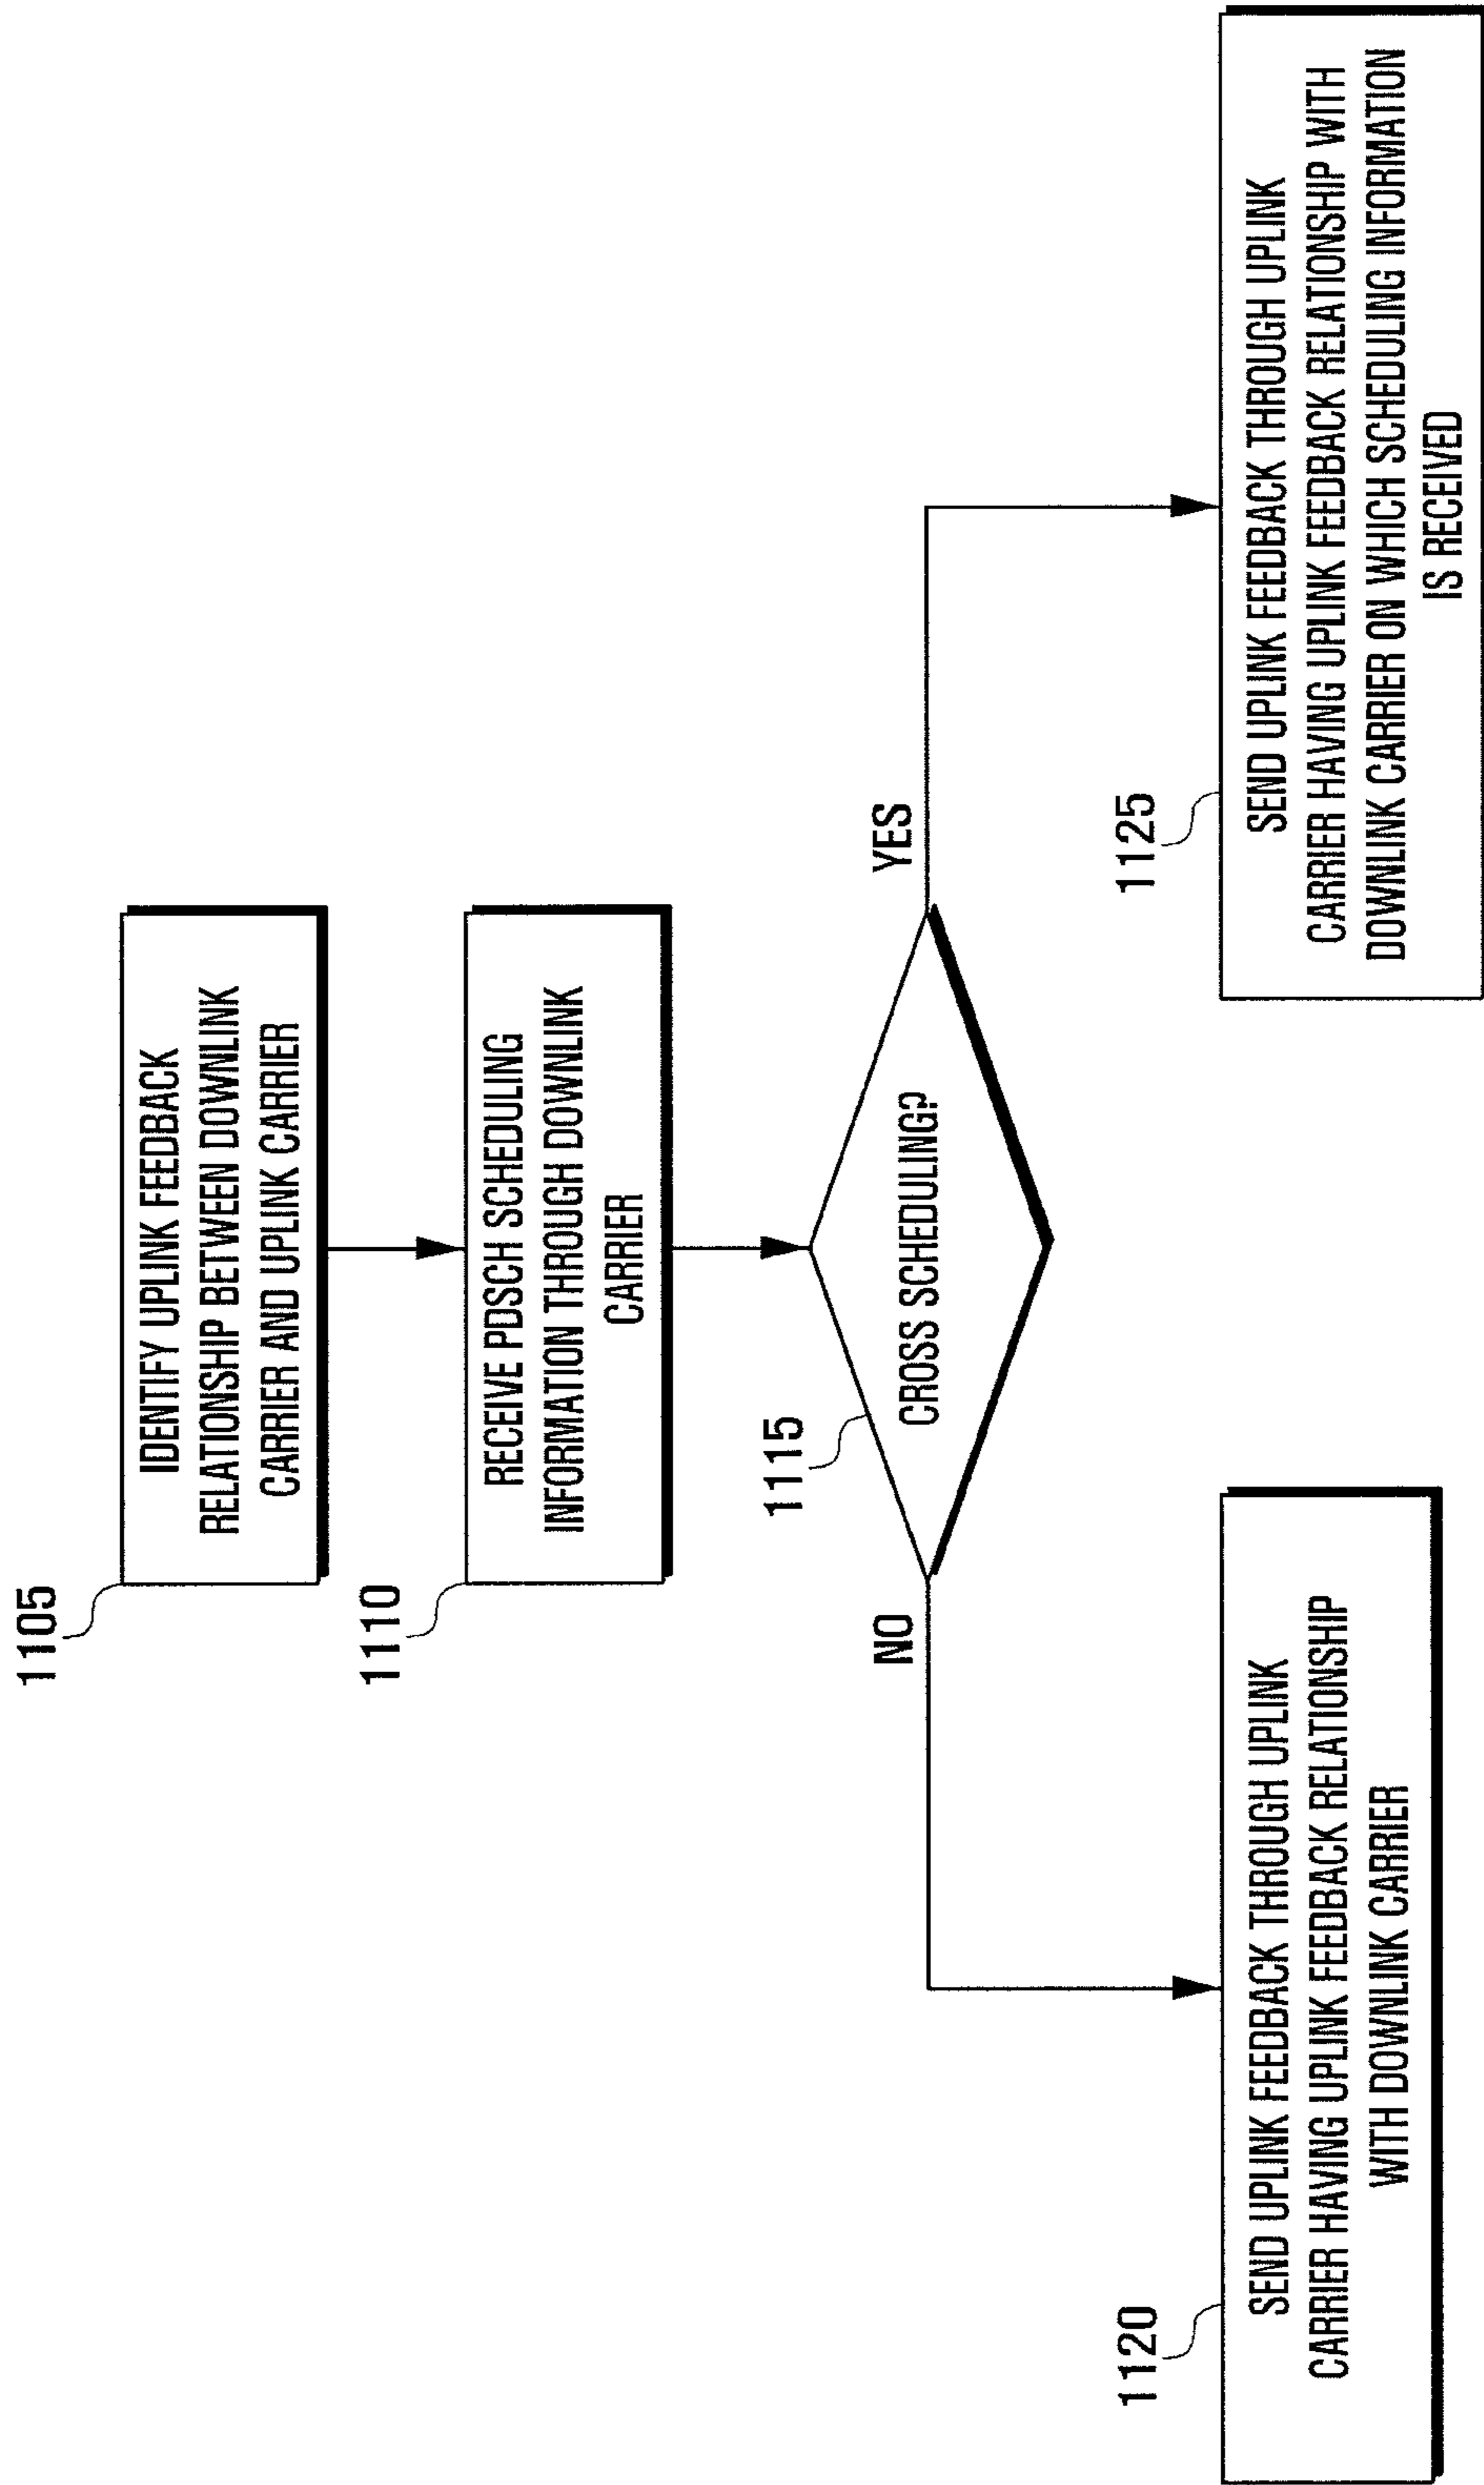 1105
IDENTIFY UPLINK FEEDBACK
RELATIONSHIP BETWEEN DOWNLINK
CARRIER AND UPLINK CARRIER
1110
RECEIVE PDSCH SCHEDULING
INFORMATION THROUGH DOWNLINK
CARRIER
1115
CROSS SCHEDULING?
NO
YES
1120
SEND UPLINK FEEDBACK THROUGH UPLINK
CARRIER HAVING UPLINK FEEDBACK RELATIONSHIP
WITH DOWNLINK CARRIER
1125
SEND UPLINK FEEDBACK THROUGH UPLINK
CARRIER HAVING UPLINK FEEDBACK RELATIONSHIP WITH
DOWNLINK CARRIER ON WHICH SCHEDULING INFORMATION
IS RECEIVED